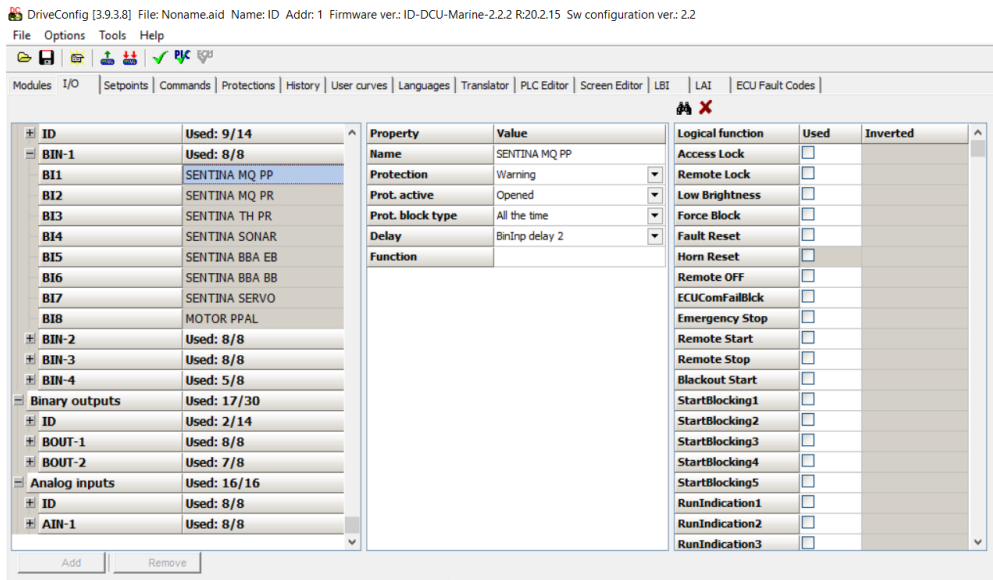 DriveConfig [3.9.3.8] File: Noname.aid Name: ID Addr: 1 Firmware ver.: ID-DCU-Marine-2.2.2 R:20.2.15 Sw configuration ver.: 2.2
File Options Tools Help
PLC ECU
Modules I/O Setpoints Commands Protections History User curves Languages Translator PLC Editor Screen Editor LBI LAI ECU Fault Codes
ID Used: 9/14 Property Value Logical function Used Inverted
BIN-1 Used: 8/8 Name SENTINA MQ PP Access Lock
BI1 SENTINA MQ PP Protection Warning Remote Lock
BI2 SENTINA MQ PR Prot. active Opened Low Brightness
BI3 SENTINA TH PR Prot. block type All the time Force Block
BI4 SENTINA SONAR Delay BinInp delay 2 Fault Reset
BI5 SENTINA BBA EB Function Horn Reset
BI6 SENTINA BBA BB Remote OFF
BI7 SENTINA SERVO ECUComFailBlck
BI8 MOTOR PPAL Emergency Stop
BIN-2 Used: 8/8 Remote Start
BIN-3 Used: 8/8 Remote Stop
BIN-4 Used: 5/8 Blackout Start
Binary outputs Used: 17/30 StartBlocking1
ID Used: 2/14 StartBlocking2
BOUT-1 Used: 8/8 StartBlocking3
BOUT-2 Used: 7/8 StartBlocking4
Analog inputs Used: 16/16 StartBlocking5
ID Used: 8/8 RunIndication1
AIN-1 Used: 8/8 RunIndication2
RunIndication3
Add Remove